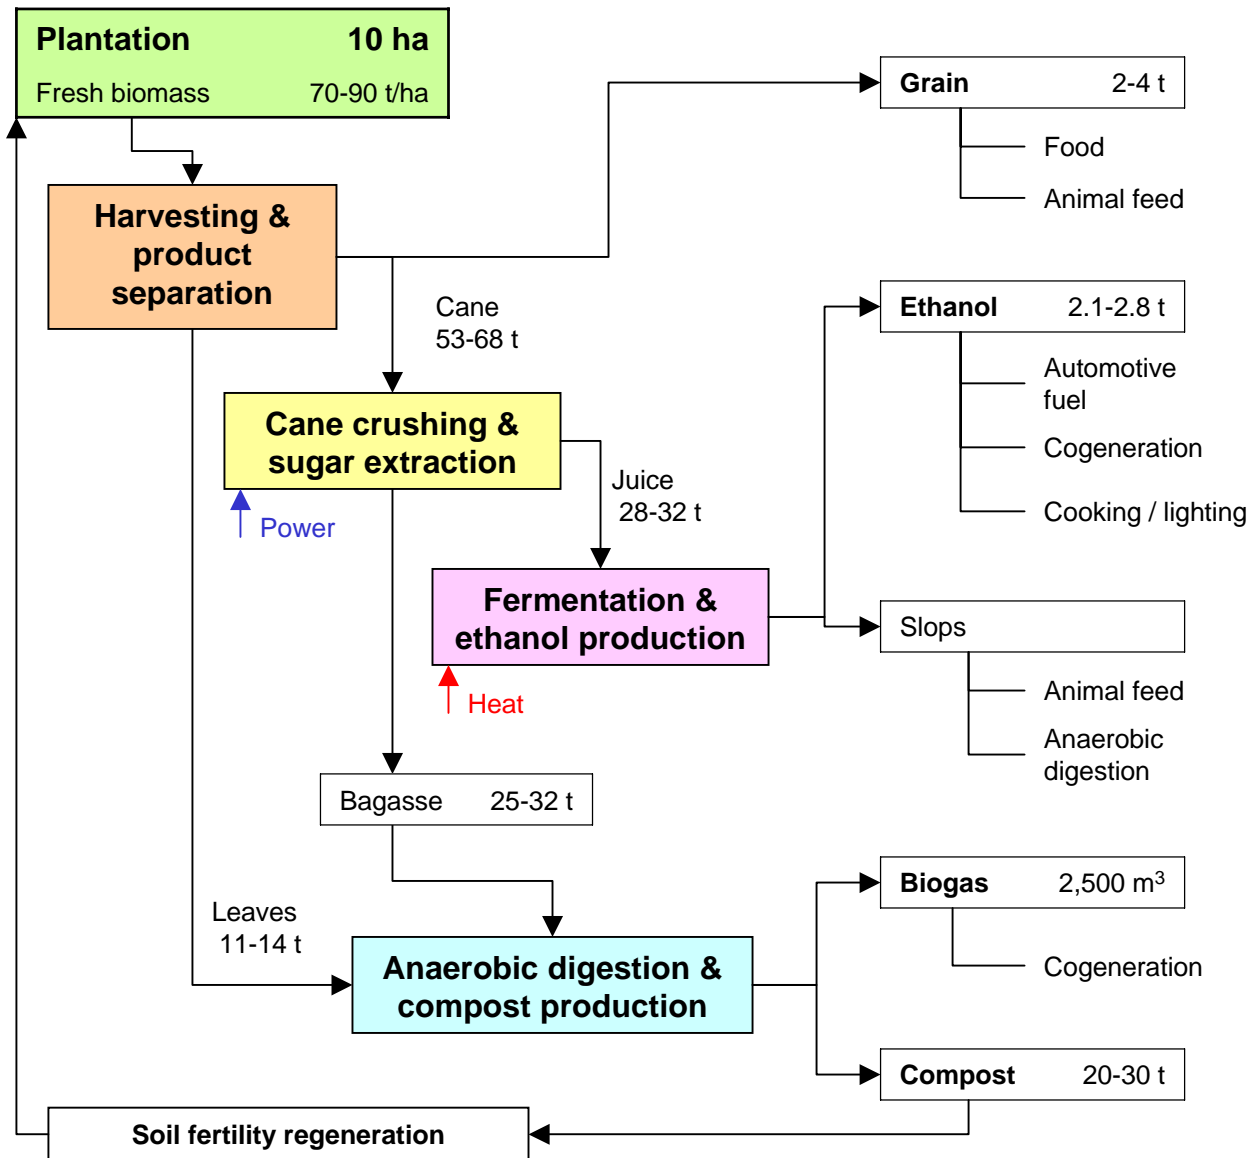 Plantation 10 ha
Fresh biomass 70-90 t/ha
Grain 2-4 t
Food
Animal feed
Harvesting &
product
separation
Cane
53-68 t
Ethanol 2.1-2.8 t
Automotive
fuel
Cogeneration
Cooking / lighting
Cane crushing &
sugar extraction
Power
Juice
28-32 t
Fermentation &
ethanol production
Heat
Slops
Animal feed
Anaerobic
digestion
Bagasse 25-32 t
Leaves
11-14 t
Anaerobic digestion &
compost production
Biogas 2,500 m³
Cogeneration
Compost 20-30 t
Soil fertility regeneration